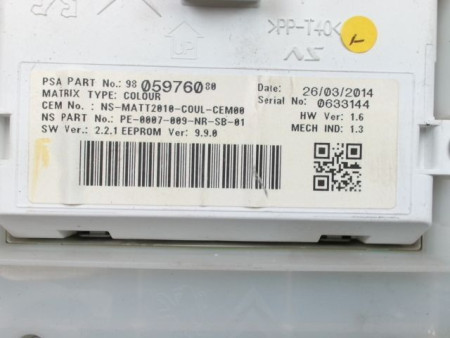 >PP-T40<
PSA PART No.: 98 059760 80 Date: 26/03/2014
MATRIX TYPE: COLOUR Serial No: 0633144
CEM No.: NS-MATT2010-COUL-CEM00 HW Ver: 1.6
NS PART No.: PE-0007-009-NR-SB-01 MECH IND: 1.3
SW Ver.: 2.2.1 EEPROM Ver: 9.9.0